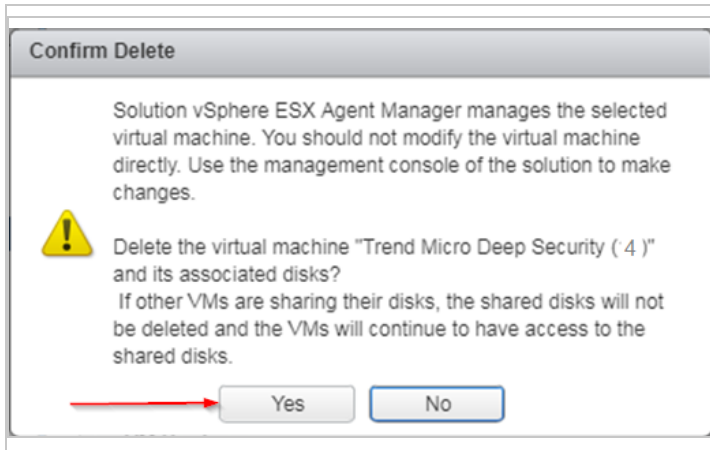 Confirm Delete
Solution vSphere ESX Agent Manager manages the selected
virtual machine. You should not modify the virtual machine
directly. Use the management console of the solution to make
changes.
Delete the virtual machine "Trend Micro Deep Security ( 4 )"
and its associated disks?
If other VMs are sharing their disks, the shared disks will not
be deleted and the VMs will continue to have access to the
shared disks.
Yes No